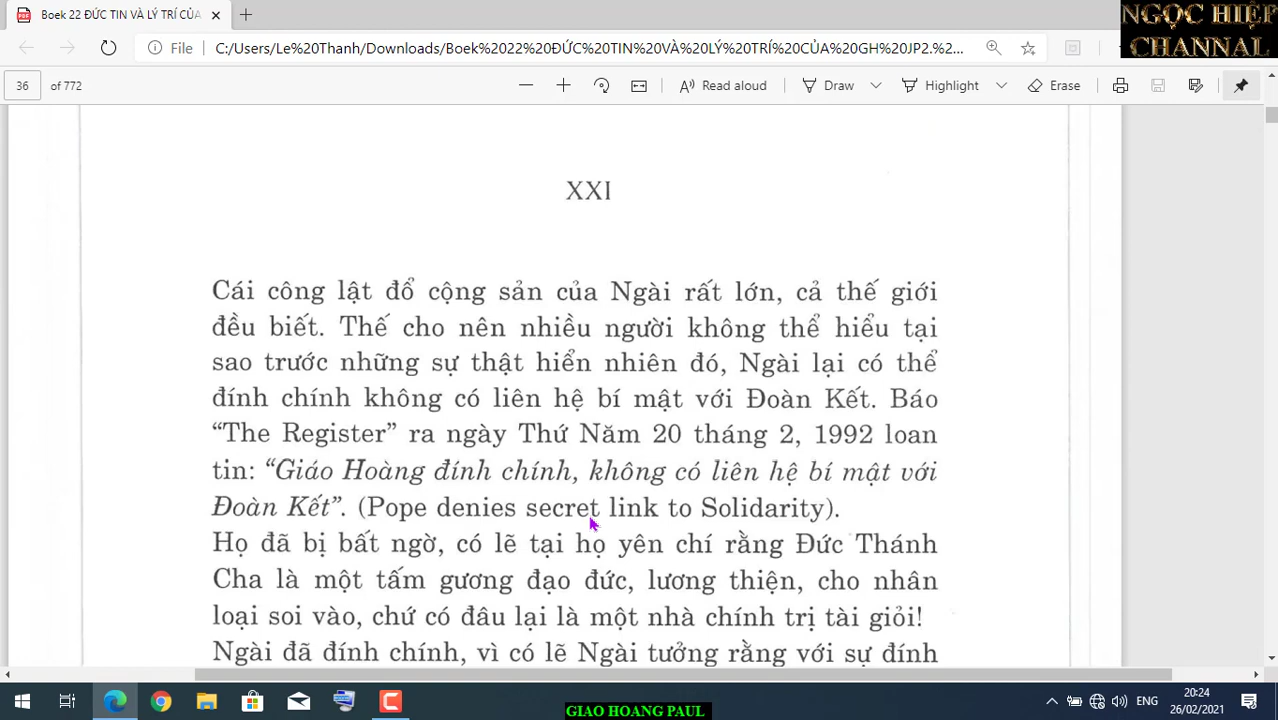 Boek 22 ĐỨC TIN VÀ LÝ TRÍ CỦA
NGỌC HIỆP
CHANNAL
File
C:/Users/Le%20Thanh/Downloads/Boek%2022%20ĐỨC%20TIN%20VÀ%20LÝ%20TRÍ%20CỦA%20GH%20JP2.%...
36 of 772
Read aloud
Draw
Highlight
Erase
XXI
Cái công lật đổ cộng sản của Ngài rất lớn, cả thế giới
đều biết. Thế cho nên nhiều người không thể hiểu tại
sao trước những sự thật hiển nhiên đó, Ngài lại có thể
đính chính không có liên hệ bí mật với Đoàn Kết. Báo
“The Register” ra ngày Thứ Năm 20 tháng 2, 1992 loan
tin: “Giáo Hoàng đính chính, không có liên hệ bí mật với
Đoàn Kết”. (Pope denies secret link to Solidarity).
Họ đã bị bất ngờ, có lẽ tại họ yên chí rằng Đức Thánh
Cha là một tấm gương đạo đức, lương thiện, cho nhân
loại soi vào, chứ có đâu lại là một nhà chính trị tài giỏi!
Ngài đã đính chính, vì có lẽ Ngài tưởng rằng với sự đính
ENG
20:24
26/02/2021
GIAO HOANG PAUL